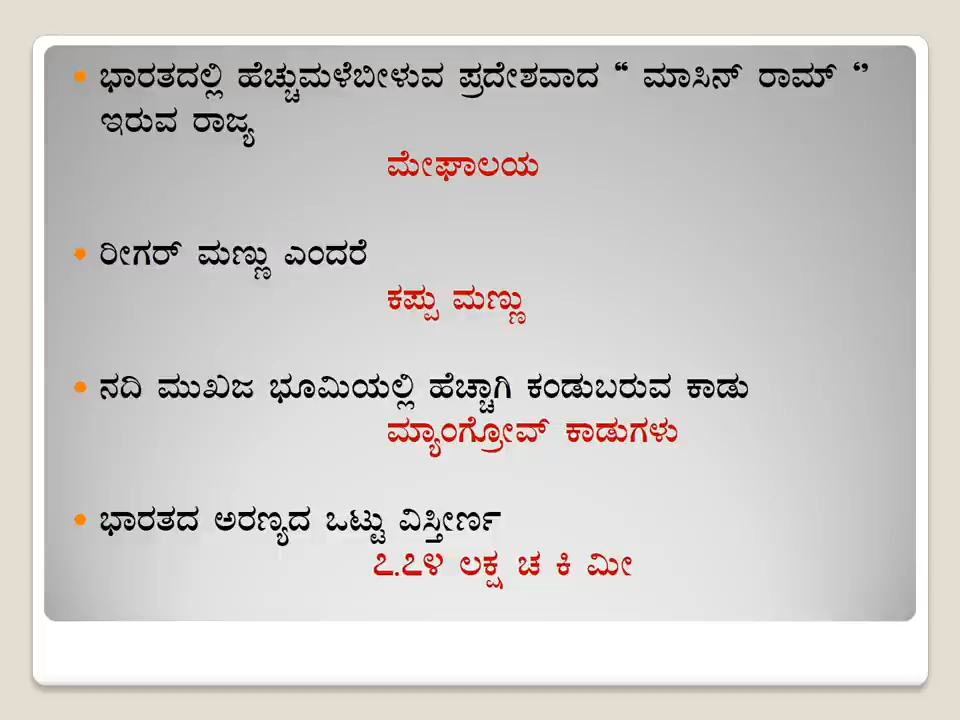 ಭಾರತದಲ್ಲಿ ಹೆಚ್ಚುಮಳೆಬೀಳುವ ಪ್ರದೇಶವಾದ “ ಮಾಸಿನ್ ರಾಮ್ ‘’
ಇರುವ ರಾಜ್ಯ
ಮೇಘಾಲಯ
ರೀಗರ್ ಮಣ್ಣು ಎಂದರೆ
ಕಪ್ಪು ಮಣ್ಣು
ನದಿ ಮುಖಜ ಭೂಮಿಯಲ್ಲಿ ಹೆಚ್ಚಾಗಿ ಕಂಡುಬರುವ ಕಾಡು
ಮ್ಯಾಂಗ್ರೋವ್ ಕಾಡುಗಳು
ಭಾರತದ ಅರಣ್ಯದ ಒಟ್ಟು ವಿಸ್ತೀರ್ಣ
೭.೭೪ ಲಕ್ಷ ಚ ಕಿ ಮೀ